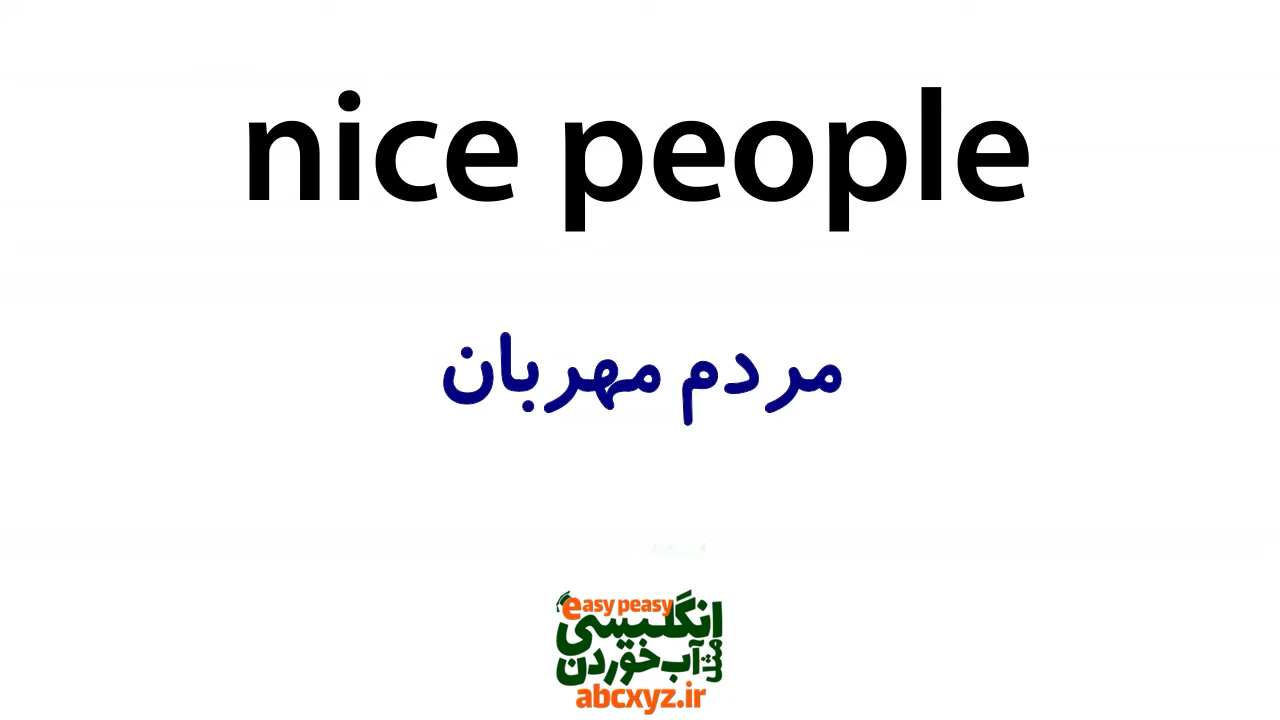 nice people
مردم مهربان
easy peasy
انگلیسی
مثل آب خوردن
abcxyz.ir